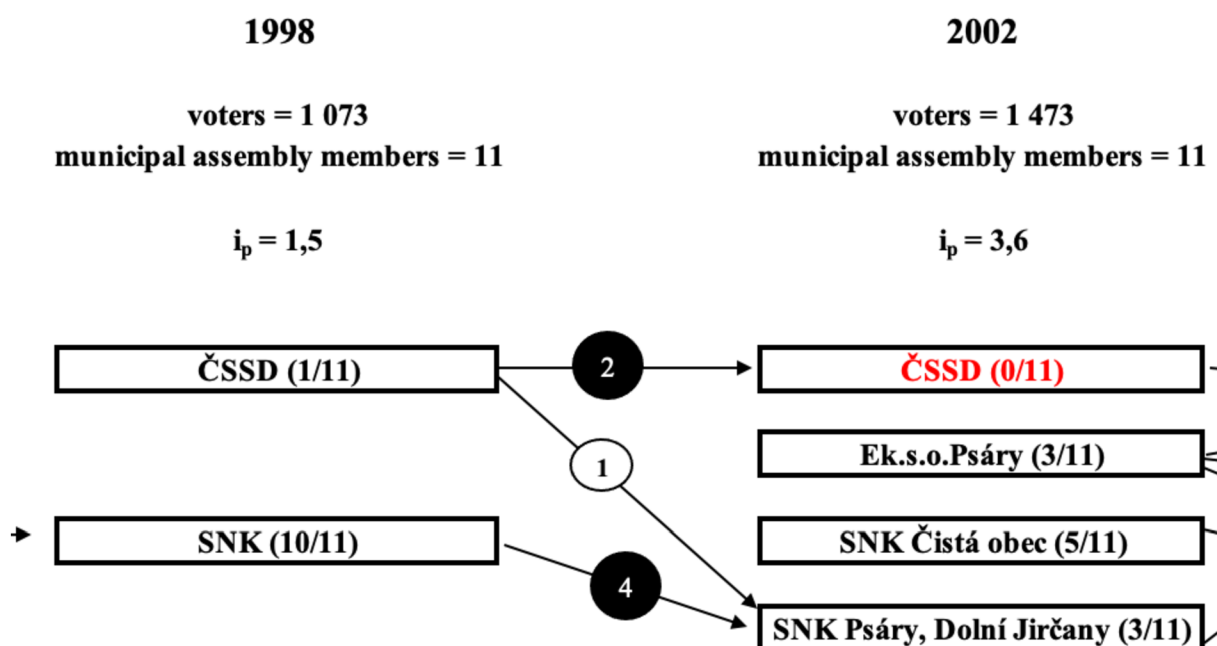 1998
2002
voters = 1 073
voters = 1 473
municipal assembly members = 11
municipal assembly members = 11
ip = 1,5
ip = 3,6
ČSSD (1/11)
2
ČSSD (0/11)
Ek.s.o.Psáry (3/11)
1
SNK (10/11)
SNK Čistá obec (5/11)
4
SNK Psáry, Dolní Jirčany (3/11)